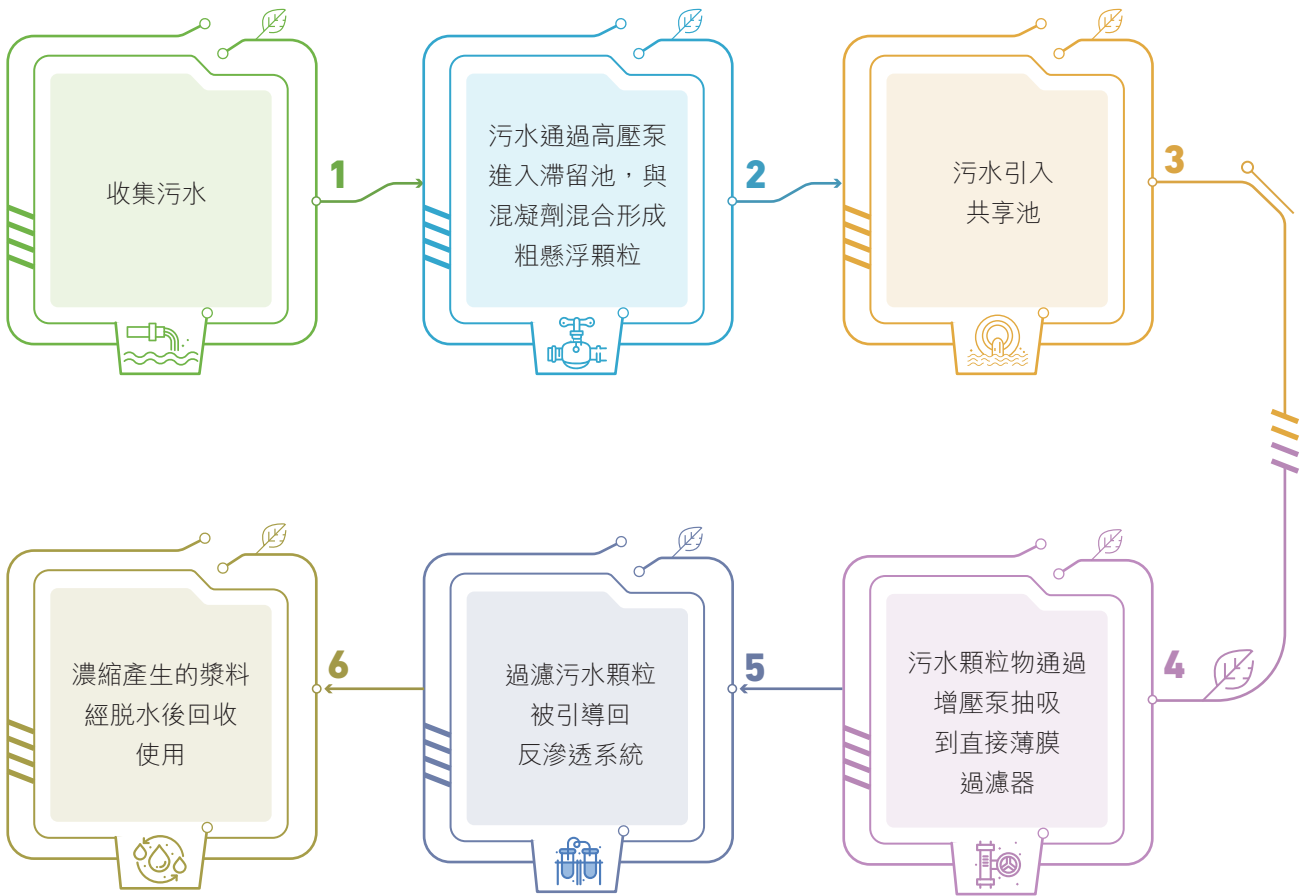 收集污水
1
污水通過高壓泵
進入滯留池，與
混凝劑混合形成
粗懸浮顆粒
2
污水引入
共享池
3
污水顆粒物通過
增壓泵抽吸
到直接薄膜
過濾器
4
過濾污水顆粒
被引導回
反滲透系統
5
濃縮產生的漿料
經脱水後回收
使用
6